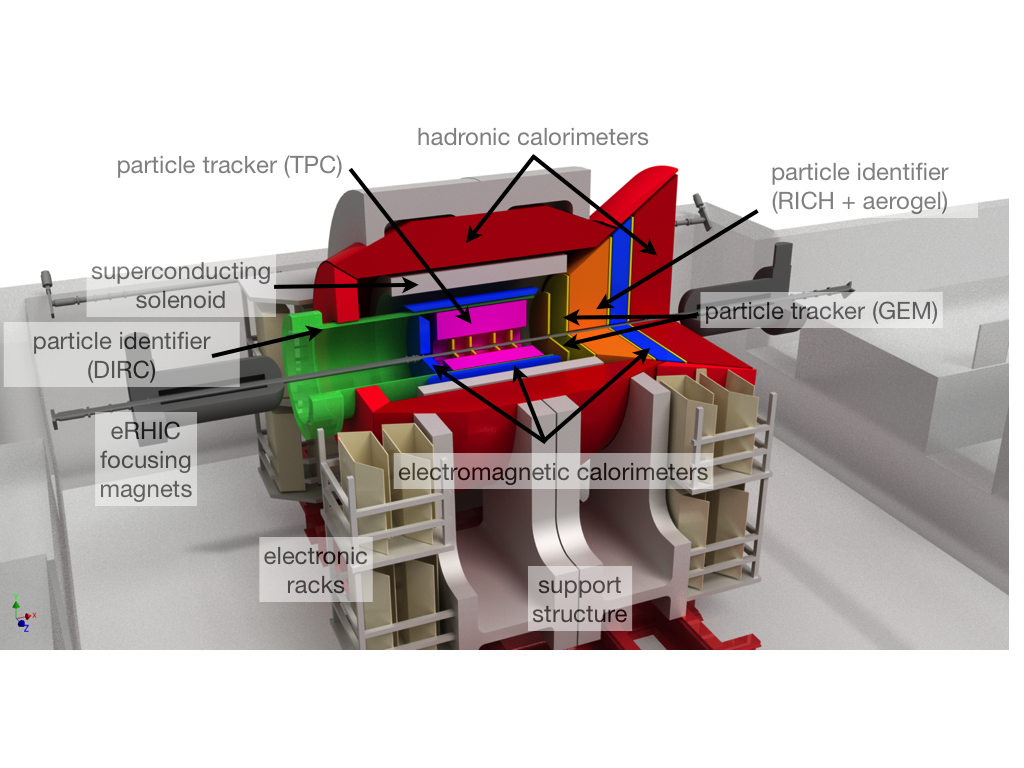 hadronic calorimeters
particle tracker (TPC)
particle identifier
(RICH + aerogel)
superconducting
solenoid
particle tracker (GEM)
particle identifier
(DIRC)
eRHIC
focusing
magnets
electromagnetic calorimeters
electronic
racks
support
structure
Y
X
Z